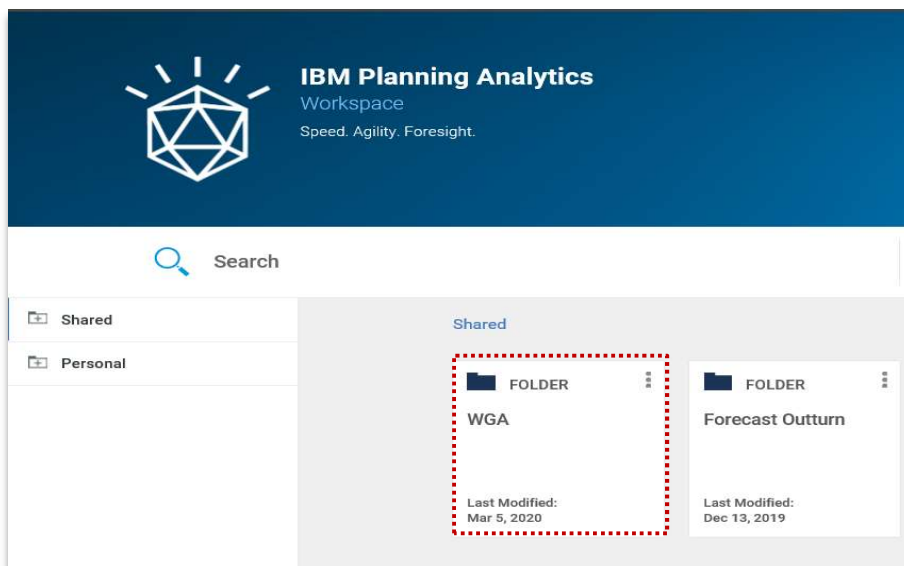 IBM Planning Analytics
Workspace
Speed. Agility. Foresight.
Search
Shared
Personal
Shared
FOLDER
WGA
Last Modified:
Mar 5, 2020
FOLDER
Forecast Outturn
Last Modified:
Dec 13, 2019